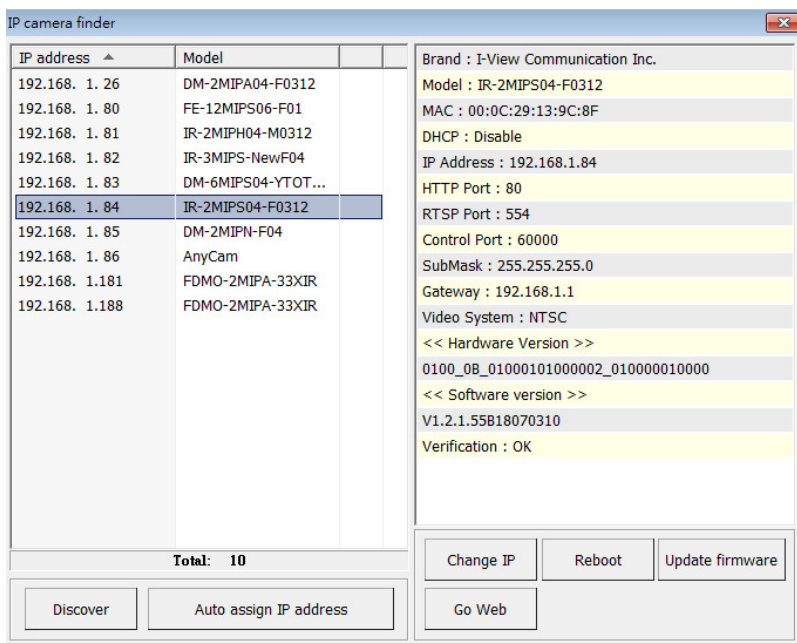 IP camera finder
IP address Model
192.168. 1. 26 DM-2MIPA04-F0312
192.168. 1. 80 FE-12MIPS06-F01
192.168. 1. 81 IR-2MIPH04-M0312
192.168. 1. 82 IR-3MIPS-NewF04
192.168. 1. 83 DM-6MIPS04-YTOT...
192.168. 1. 84 IR-2MIPS04-F0312
192.168. 1. 85 DM-2MIPN-F04
192.168. 1. 86 AnyCam
192.168. 1.181 FDMO-2MIPA-33XIR
192.168. 1.188 FDMO-2MIPA-33XIR
Total: 10
Discover
Auto assign IP address
Brand : I-View Communication Inc.
Model : IR-2MIPS04-F0312
MAC : 00:0C:29:13:9C:8F
DHCP : Disable
IP Address : 192.168.1.84
HTTP Port : 80
RTSP Port : 554
Control Port : 60000
SubMask : 255.255.255.0
Gateway : 192.168.1.1
Video System : NTSC
<< Hardware Version >>
0100_0B_01000101000002_010000010000
<< Software version >>
V1.2.1.55B18070310
Verification : OK
Change IP
Reboot
Update firmware
Go Web